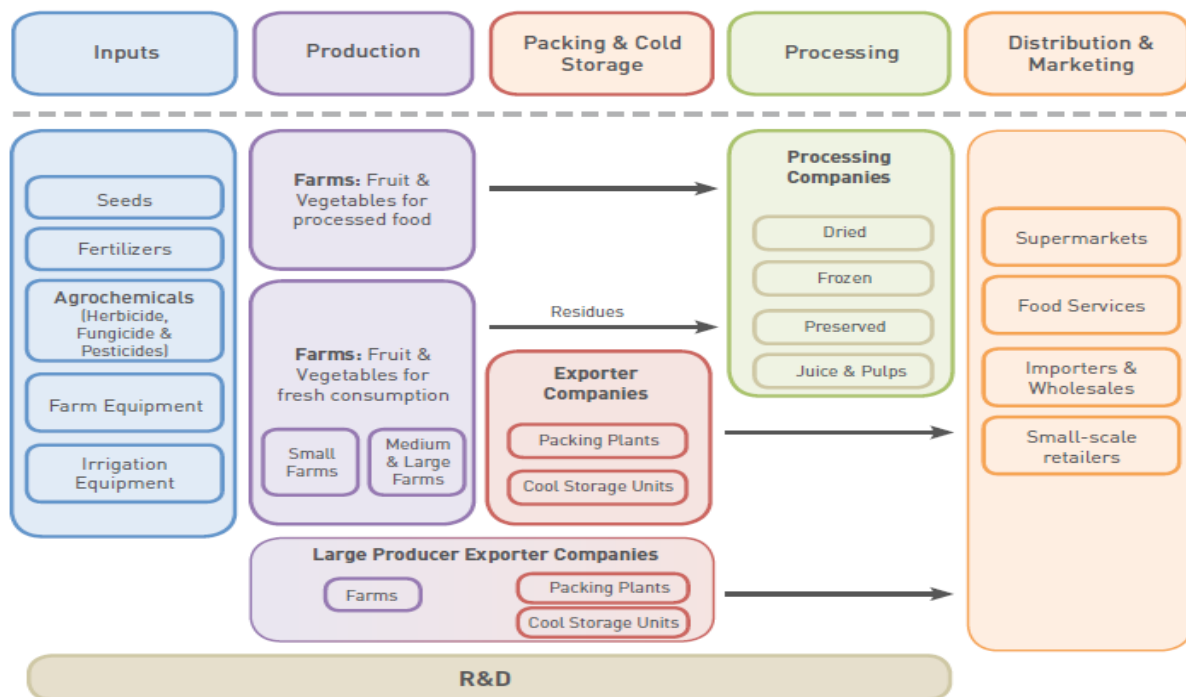 Inputs
Production
Packing & Cold
Storage
Processing
Distribution &
Marketing
Seeds
Fertilizers
Agrochemicals
(Herbicide,
Fungicide &
Pesticides)
Farm Equipment
Irrigation
Equipment
Farms: Fruit &
Vegetables for
processed food
Farms: Fruit &
Vegetables for
fresh consumption
Small
Farms
Medium
& Large
Farms
Residues
Exporter
Companies
Packing Plants
Cool Storage Units
Large Producer Exporter Companies
Farms
Packing Plants
Cool Storage Units
Processing
Companies
Dried
Frozen
Preserved
Juice & Pulps
Supermarkets
Food Services
Importers &
Wholesales
Small-scale
retailers
R&D